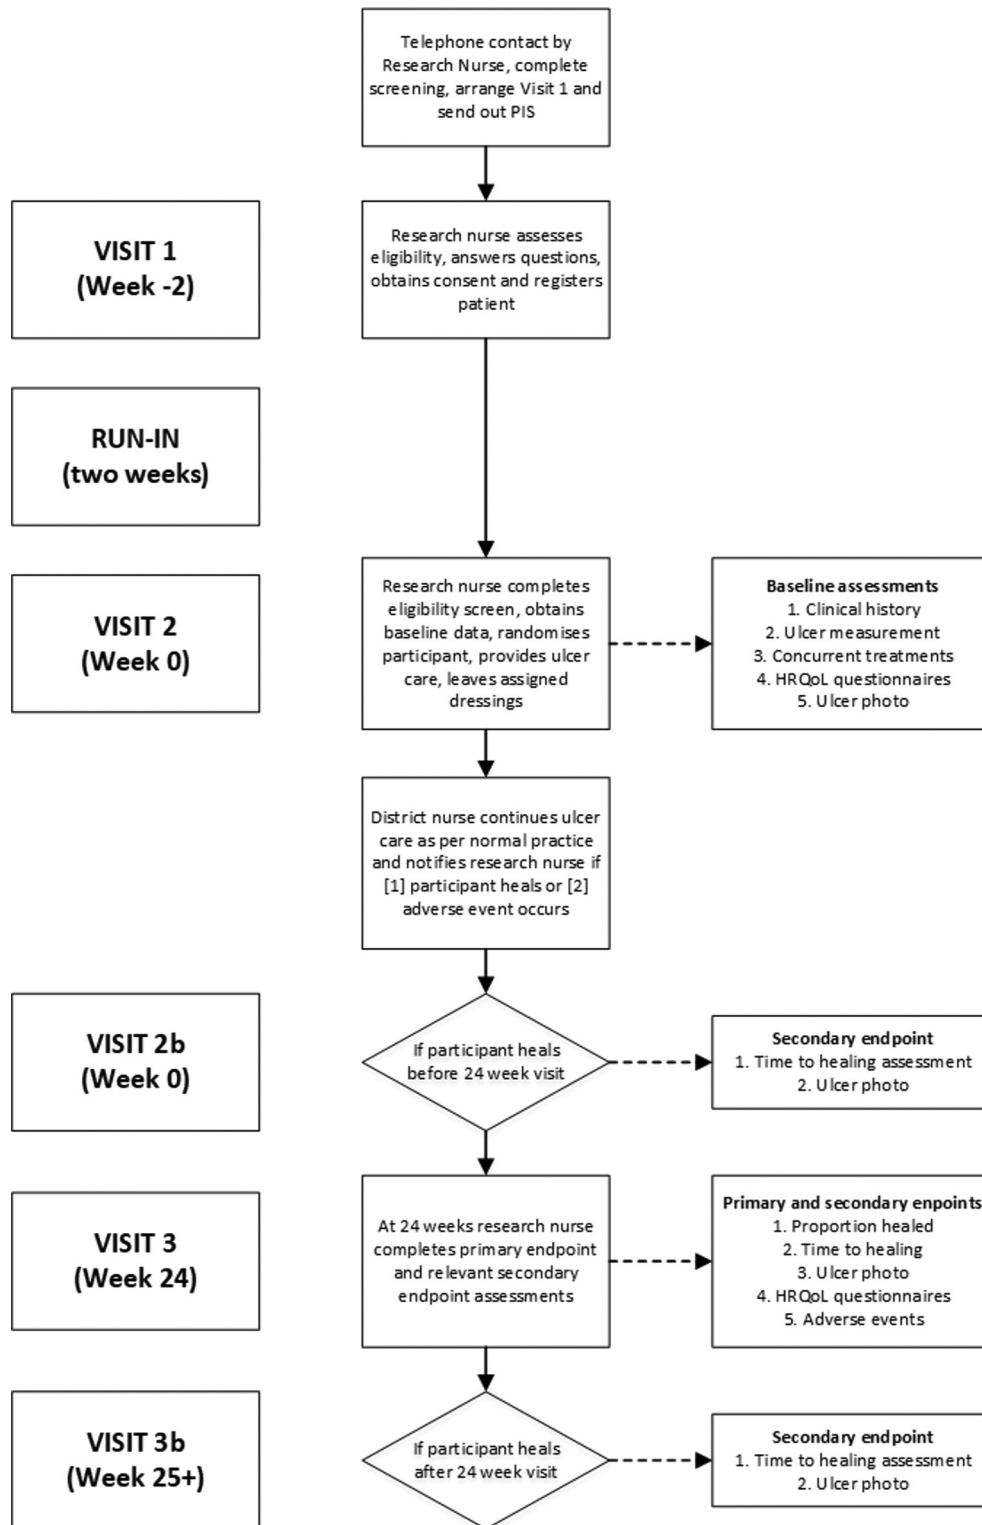 Telephone contact by
Research Nurse, complete
screening, arrange Visit 1 and
send out PIS
VISIT 1
(Week -2)
Research nurse assesses
eligibility, answers questions,
obtains consent and registers
patient
RUN-IN
(two weeks)
VISIT 2
(Week 0)
Research nurse completes
eligibility screen, obtains
baseline data, randomises
participant, provides ulcer
care, leaves assigned
dressings
Baseline assessments
1. Clinical history
2. Ulcer measurement
3. Concurrent treatments
4. HRQoL questionnaires
5. Ulcer photo
District nurse continues ulcer
care as per normal practice
and notifies research nurse if
[1] participant heals or [2]
adverse event occurs
VISIT 2b
(Week 0)
If participant heals
before 24 week visit
Secondary endpoint
1. Time to healing assessment
2. Ulcer photo
VISIT 3
(Week 24)
At 24 weeks research nurse
completes primary endpoint
and relevant secondary
endpoint assessments
Primary and secondary enpoints
1. Proportion healed
2. Time to healing
3. Ulcer photo
4. HRQoL questionnaires
5. Adverse events
VISIT 3b
(Week 25+)
If participant heals
after 24 week visit
Secondary endpoint
1. Time to healing assessment
2. Ulcer photo